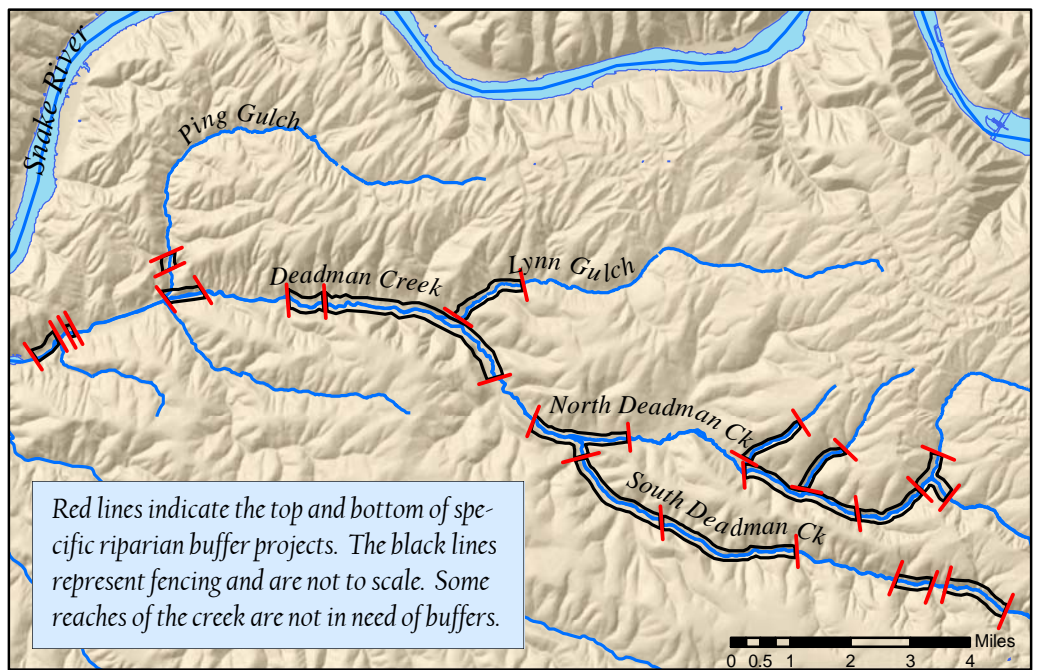 Snake River
Ping Gulch
Deadman Creek
Lynn Gulch
North Deadman Ck
South Deadman Ck
Red lines indicate the top and bottom of spe-
cific riparian buffer projects. The black lines
represent fencing and are not to scale. Some
reaches of the creek are not in need of buffers.
Miles
0 0.5 1 2 3 4